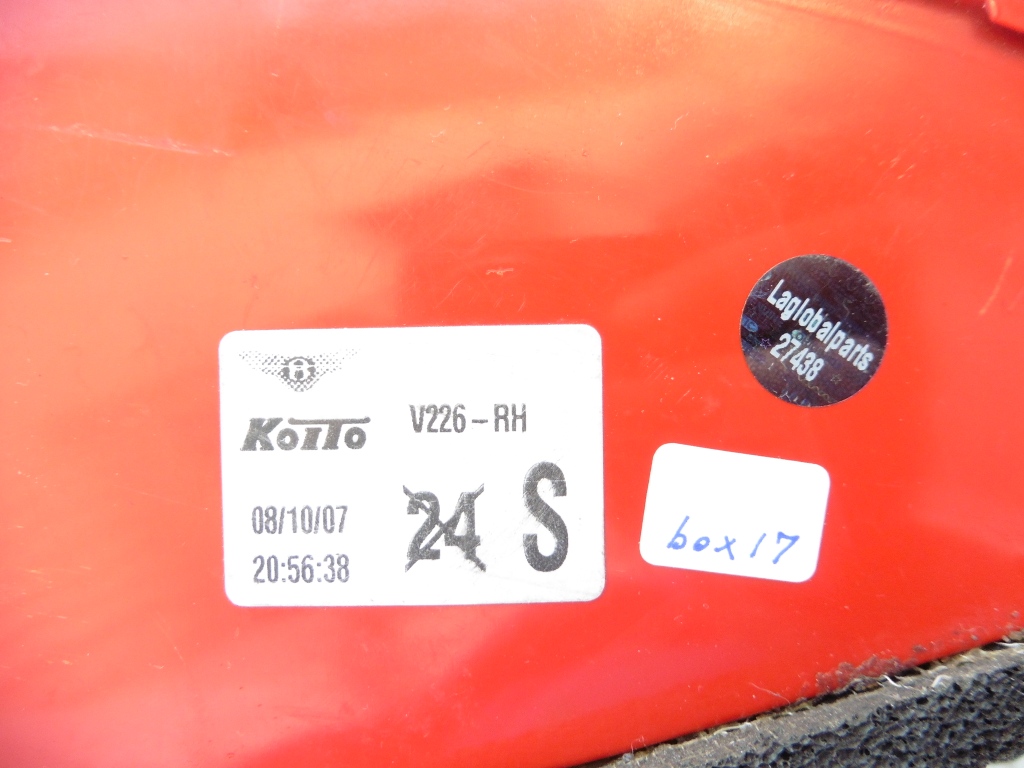 B
KOITO V226-RH
08/10/07
20:56:38
24 S
Laglobalparts
27438
box 17